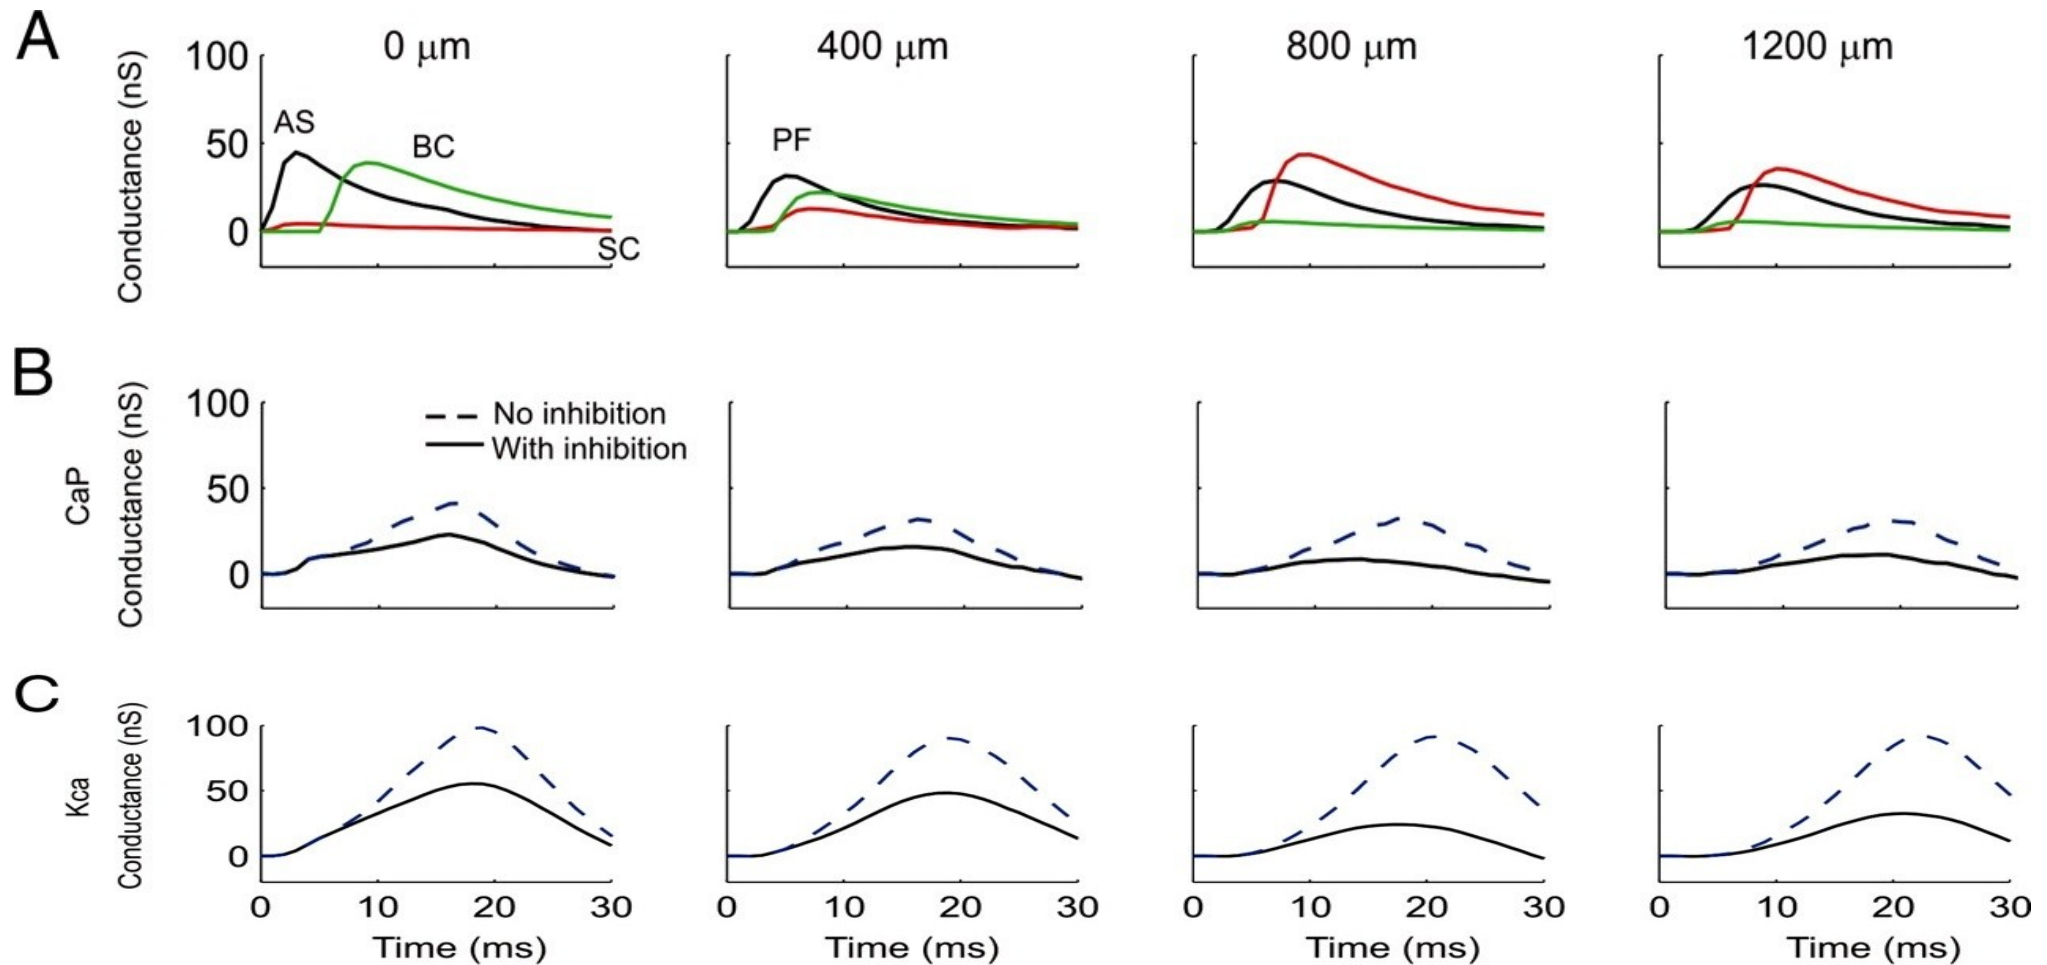 A
0 μm
400 μm
800 μm
1200 μm
Conductance (nS)
100
50
0
AS
BC
SC
PF
B
CaP
Conductance (nS)
100
50
0
No inhibition
With inhibition
C
Kca
Conductance (nS)
100
50
0
0 10 20 30
0 10 20 30
0 10 20 30
0 10 20 30
Time (ms)
Time (ms)
Time (ms)
Time (ms)